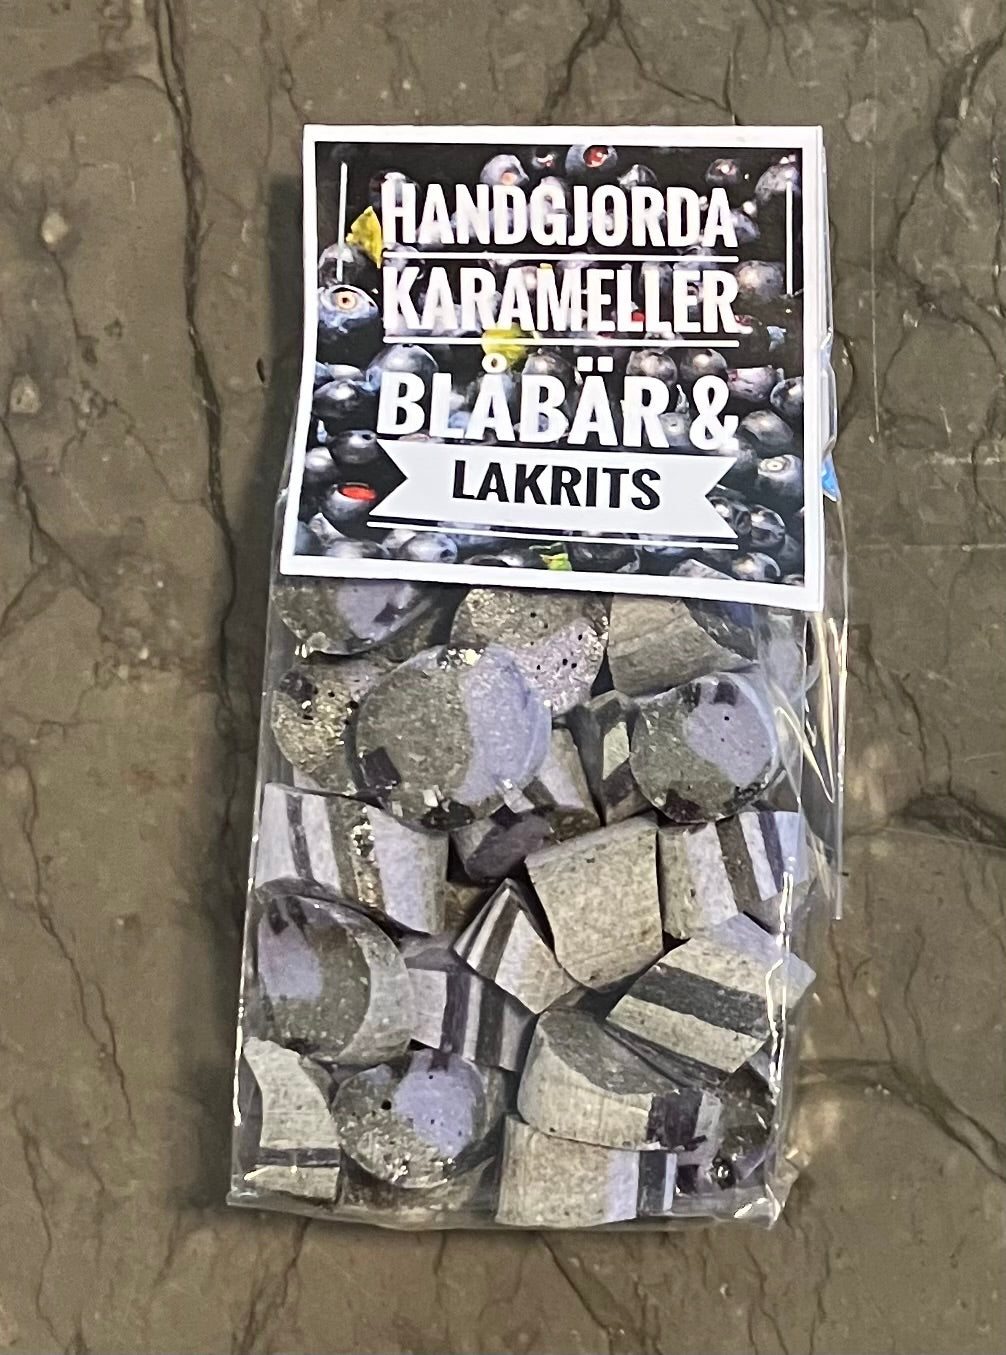 HANDGJORDA
KARAMELLER
BLÅBÄR &
LAKRITS